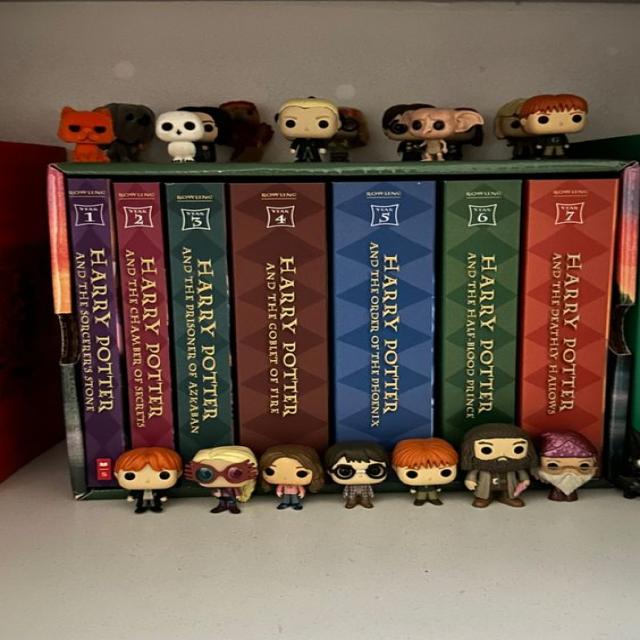 ROWLING
YEAR
1
HARRY POTTER
AND THE SORCERER'S STONE
ROWLING
YEAR
2
HARRY POTTER
AND THE CHAMBER OF SECRETS
ROWLING
YEAR
3
HARRY POTTER
AND THE PRISONER OF AZKABAN
ROWLING
YEAR
4
HARRY POTTER
AND THE GOBLET OF FIRE
ROWLING
YEAR
5
HARRY POTTER
AND THE ORDER OF THE PHOENIX
ROWLING
YEAR
6
HARRY POTTER
AND THE HALF-BLOOD PRINCE
ROWLING
YEAR
7
HARRY POTTER
AND THE DEATHLY HALLOWS